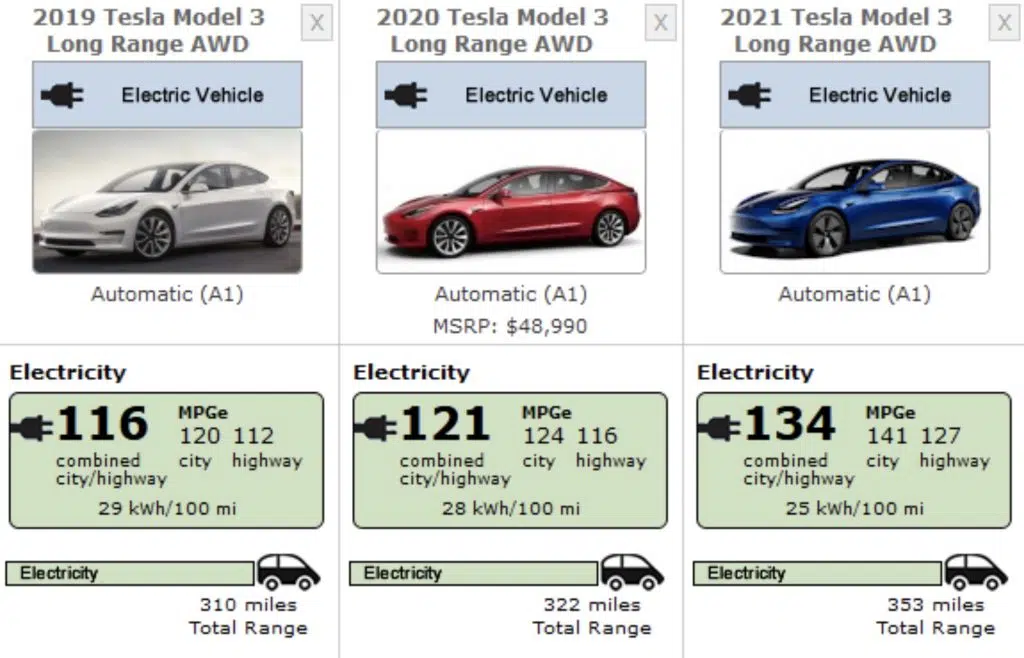 2019 Tesla Model 3
Long Range AWD
X
Electric Vehicle
Automatic (A1)
Electricity
116
MPGe
120 112
combined
city/highway
city highway
29 kWh/100 mi
Electricity
310 miles
Total Range
2020 Tesla Model 3
Long Range AWD
X
Electric Vehicle
Automatic (A1)
MSRP: $48,990
Electricity
121
MPGe
124 116
combined
city/highway
city highway
28 kWh/100 mi
Electricity
322 miles
Total Range
2021 Tesla Model 3
Long Range AWD
X
Electric Vehicle
Automatic (A1)
Electricity
134
MPGe
141 127
combined
city/highway
city highway
25 kWh/100 mi
Electricity
353 miles
Total Range